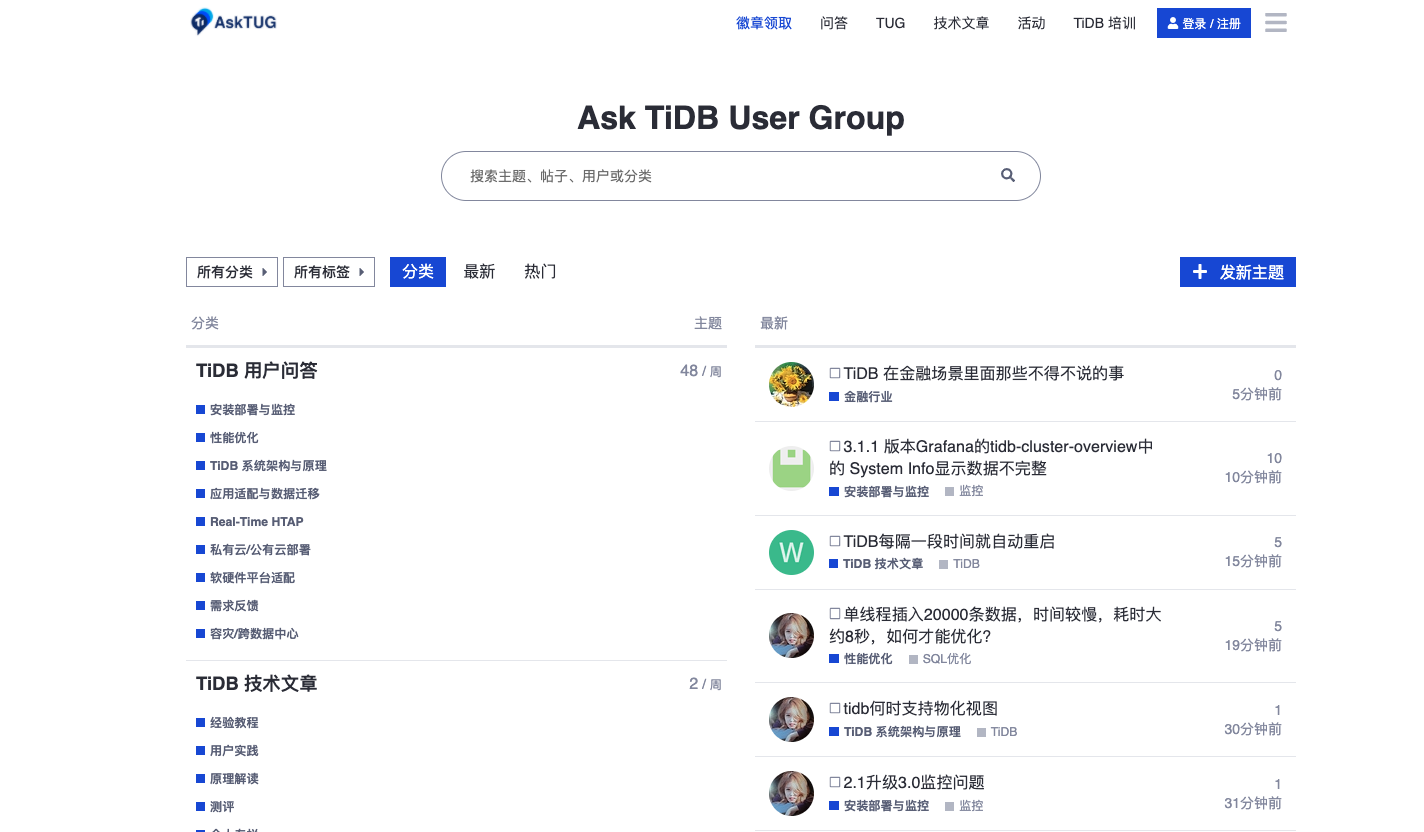 AskTUG
徽章领取 问答 TUG 技术文章 活动 TiDB 培训 登录 / 注册
Ask TiDB User Group
搜索主题、帖子、用户或分类
所有分类 所有标签 分类 最新 热门 发新主题
分类 主题
TiDB 用户问答 48 / 周
安装部署与监控
性能优化
TiDB 系统架构与原理
应用适配与数据迁移
Real-Time HTAP
私有云/公有云部署
软硬件平台适配
需求反馈
容灾/跨数据中心
TiDB 技术文章 2 / 周
经验教程
用户实践
原理解读
测评
最新
TiDB 在金融场景里面那些不得不说的事 0
金融行业 5分钟前
3.1.1 版本Grafana的tidb-cluster-overview中
的 System Info显示数据不完整 10
安装部署与监控 监控 10分钟前
W
TiDB每隔一段时间就自动重启 5
TiDB 技术文章 TiDB 15分钟前
单线程插入20000条数据，时间较慢，耗时大
约8秒，如何才能优化? 5
性能优化 SQL优化 19分钟前
tidb何时支持物化视图 1
TiDB 系统架构与原理 TiDB 30分钟前
2.1升级3.0监控问题 1
安装部署与监控 监控 31分钟前